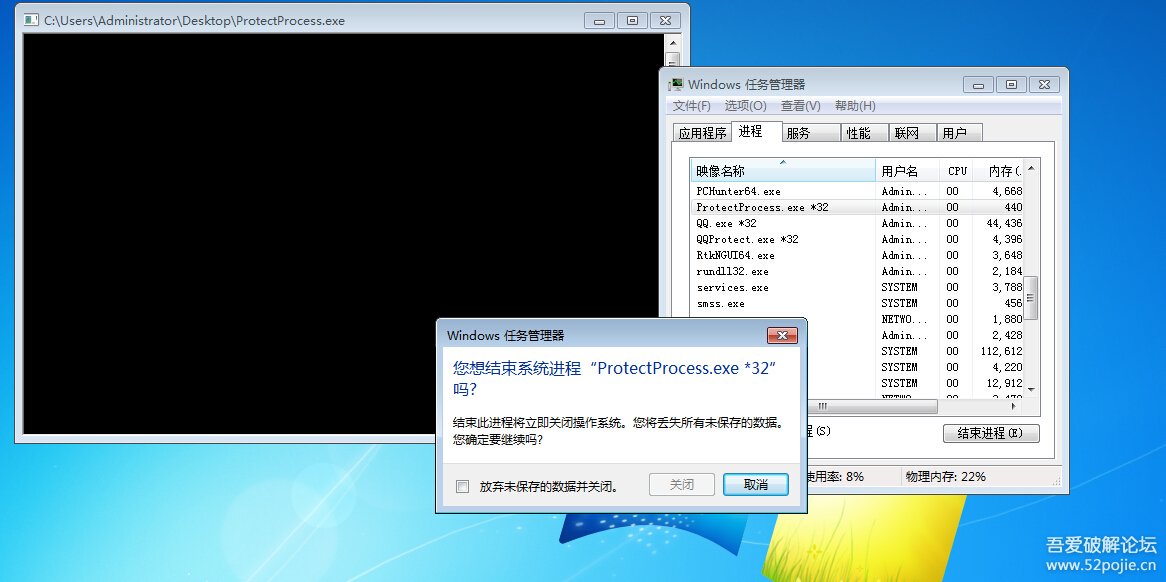 C:\Users\Administrator\Desktop\ProtectProcess.exe
Windows 任务管理器
文件(F) 选项(O) 查看(V) 帮助(H)
应用程序 进程 服务 性能 联网 用户
映像名称 用户名 CPU 内存(.
PCHunter64.exe Admin... 00 4,668
ProtectProcess.exe *32 Admin... 00 440
QQ.exe *32 Admin... 00 44,436
QQProtect.exe *32 Admin... 00 4,396
RtkNGUI64.exe Admin... 00 3,648
rundll32.exe Admin... 00 2,184
services.exe SYSTEM 00 3,788
smss.exe SYSTEM 00 456
NETWO... 00 1,880
Admin... 00 2,428
SYSTEM 00 112,612
SYSTEM 00 4,220
SYSTEM 00 12,912
程(S)
结束进程(E)
使用率: 8% 物理内存: 22%
Windows 任务管理器
您想结束系统进程“ProtectProcess.exe *32”
吗?
结束此进程将立即关闭操作系统。您将丢失所有未保存的数据。
您确定要继续吗?
放弃未保存的数据并关闭。
关闭 取消
吾爱破解论坛
www.52pojie.cn